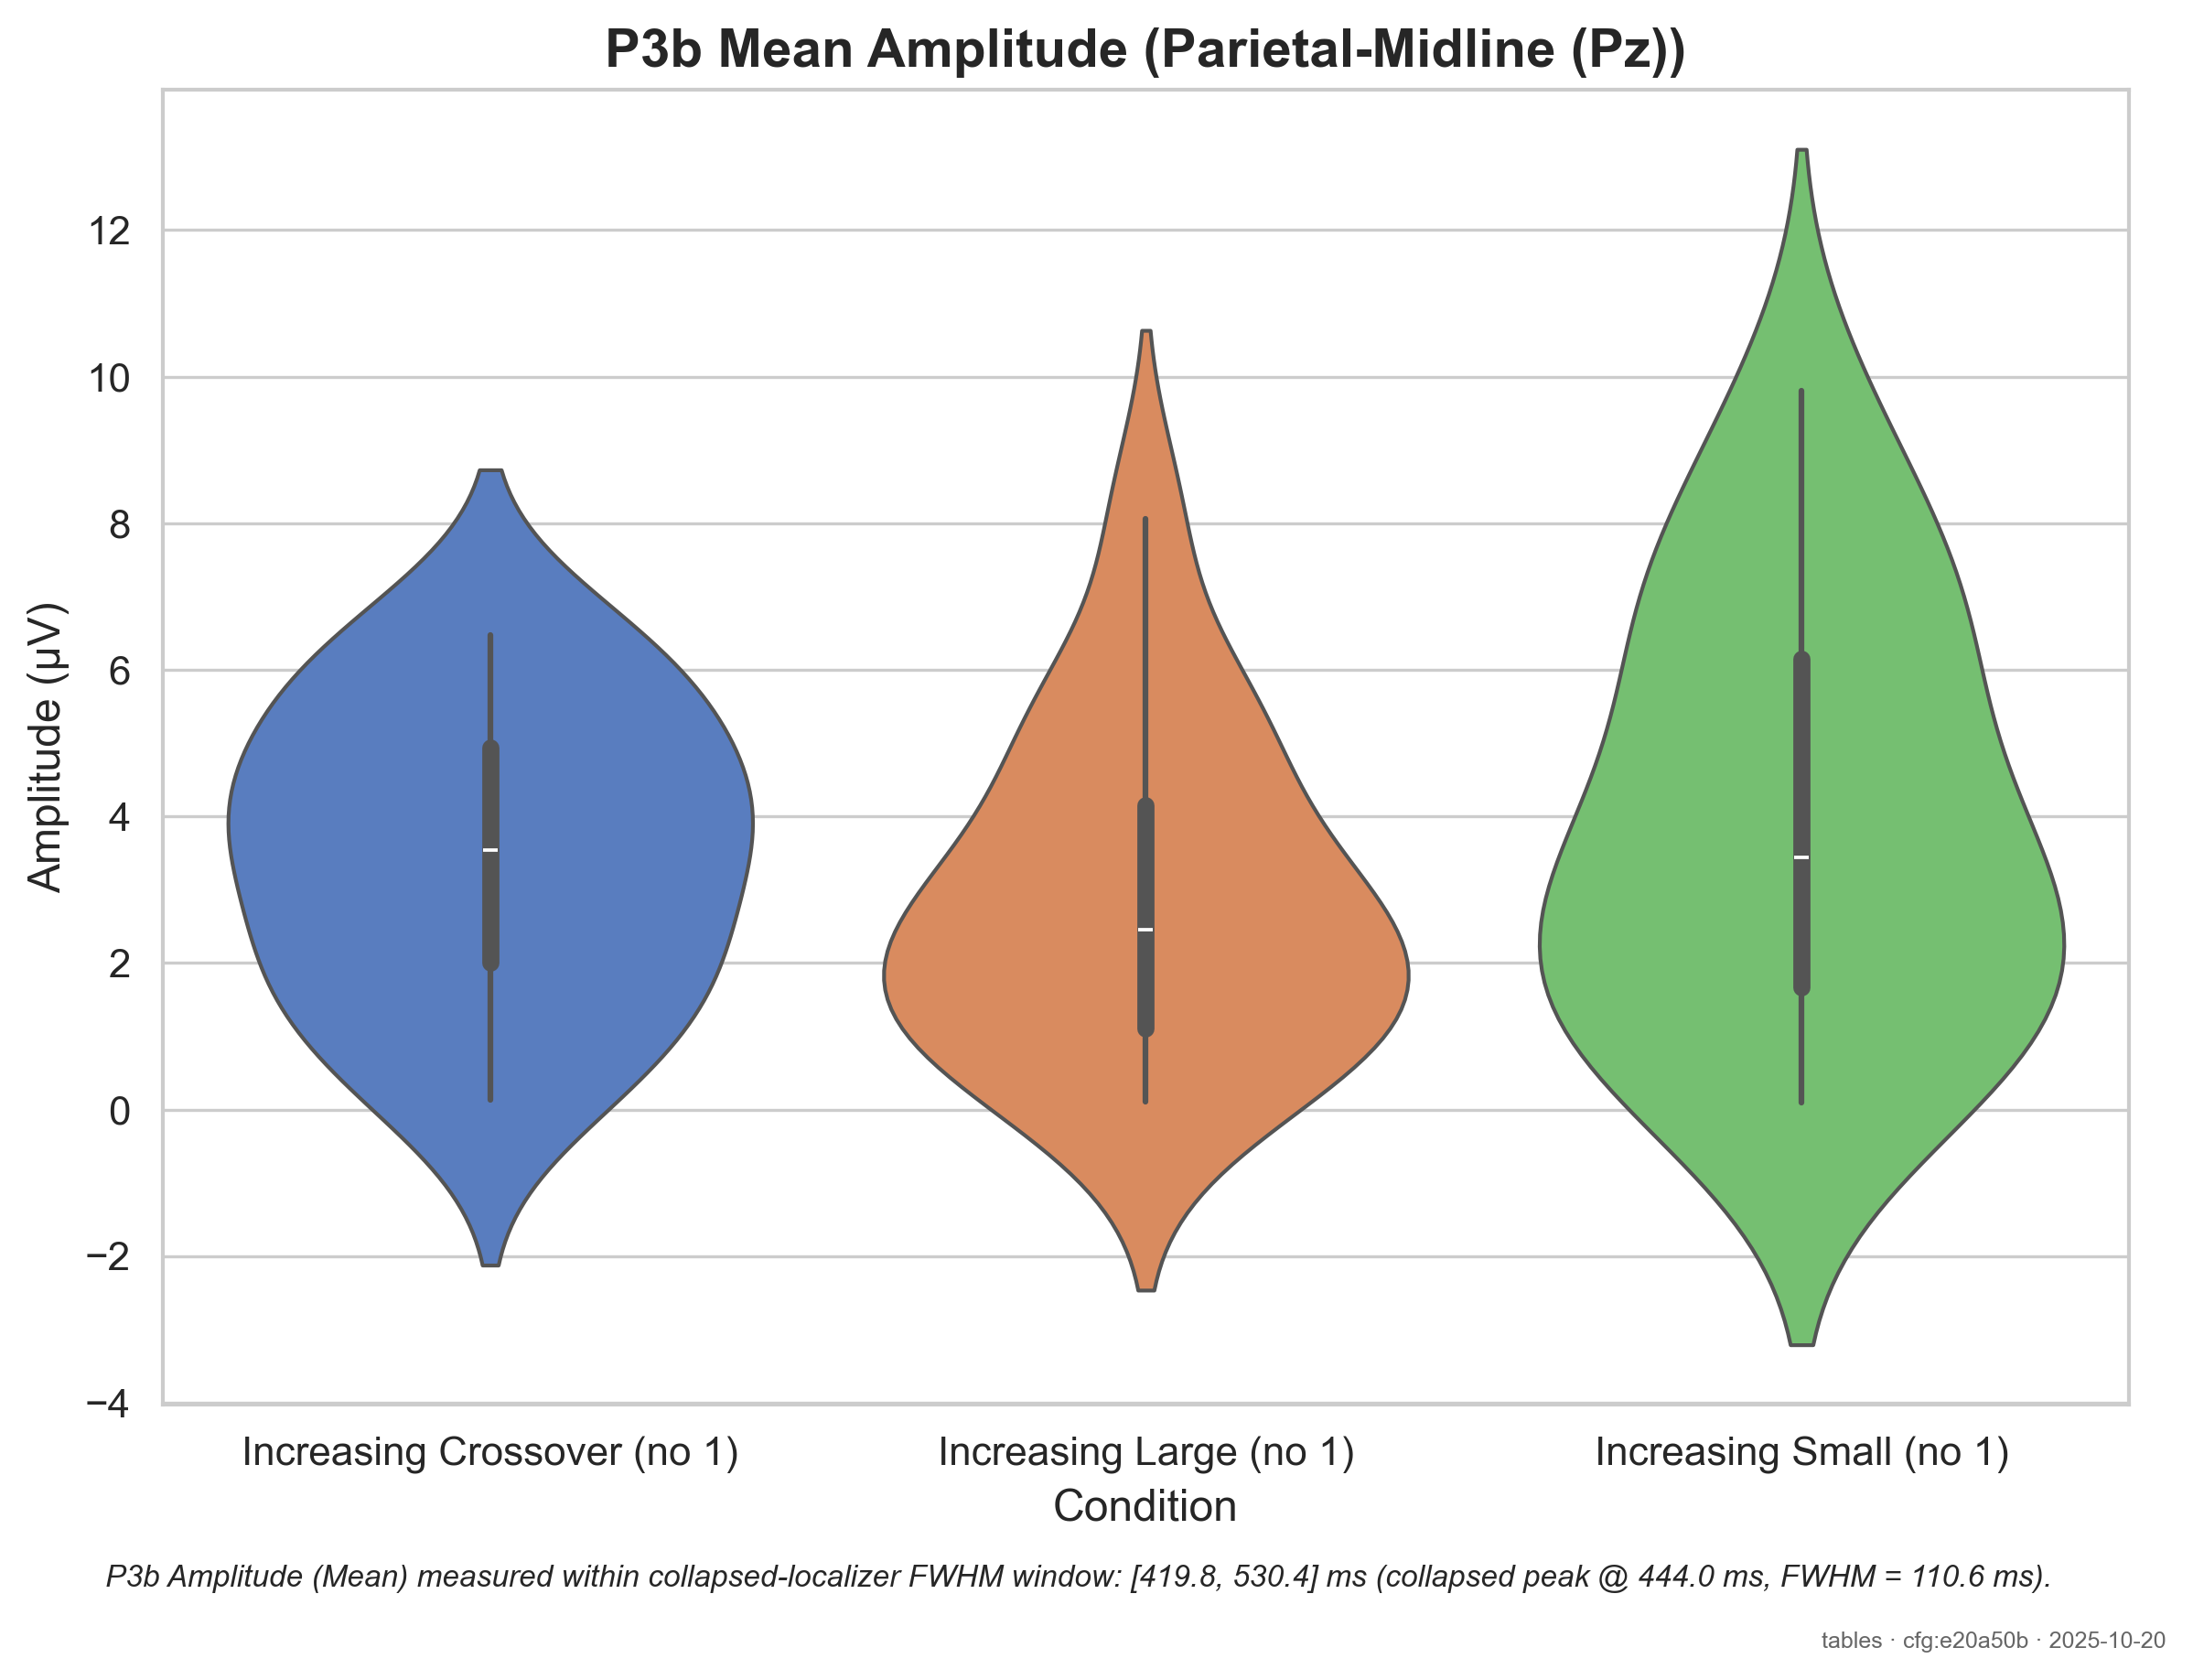 P3b Mean Amplitude (Parietal-Midline (Pz))
Amplitude (µV)
12
10
8
6
4
2
0
−2
−4
Increasing Crossover (no 1) Increasing Large (no 1) Increasing Small (no 1)
Condition
P3b Amplitude (Mean) measured within collapsed-localizer FWHM window: [419.8, 530.4] ms (collapsed peak @ 444.0 ms, FWHM = 110.6 ms).
tables · cfg:e20a50b · 2025-10-20